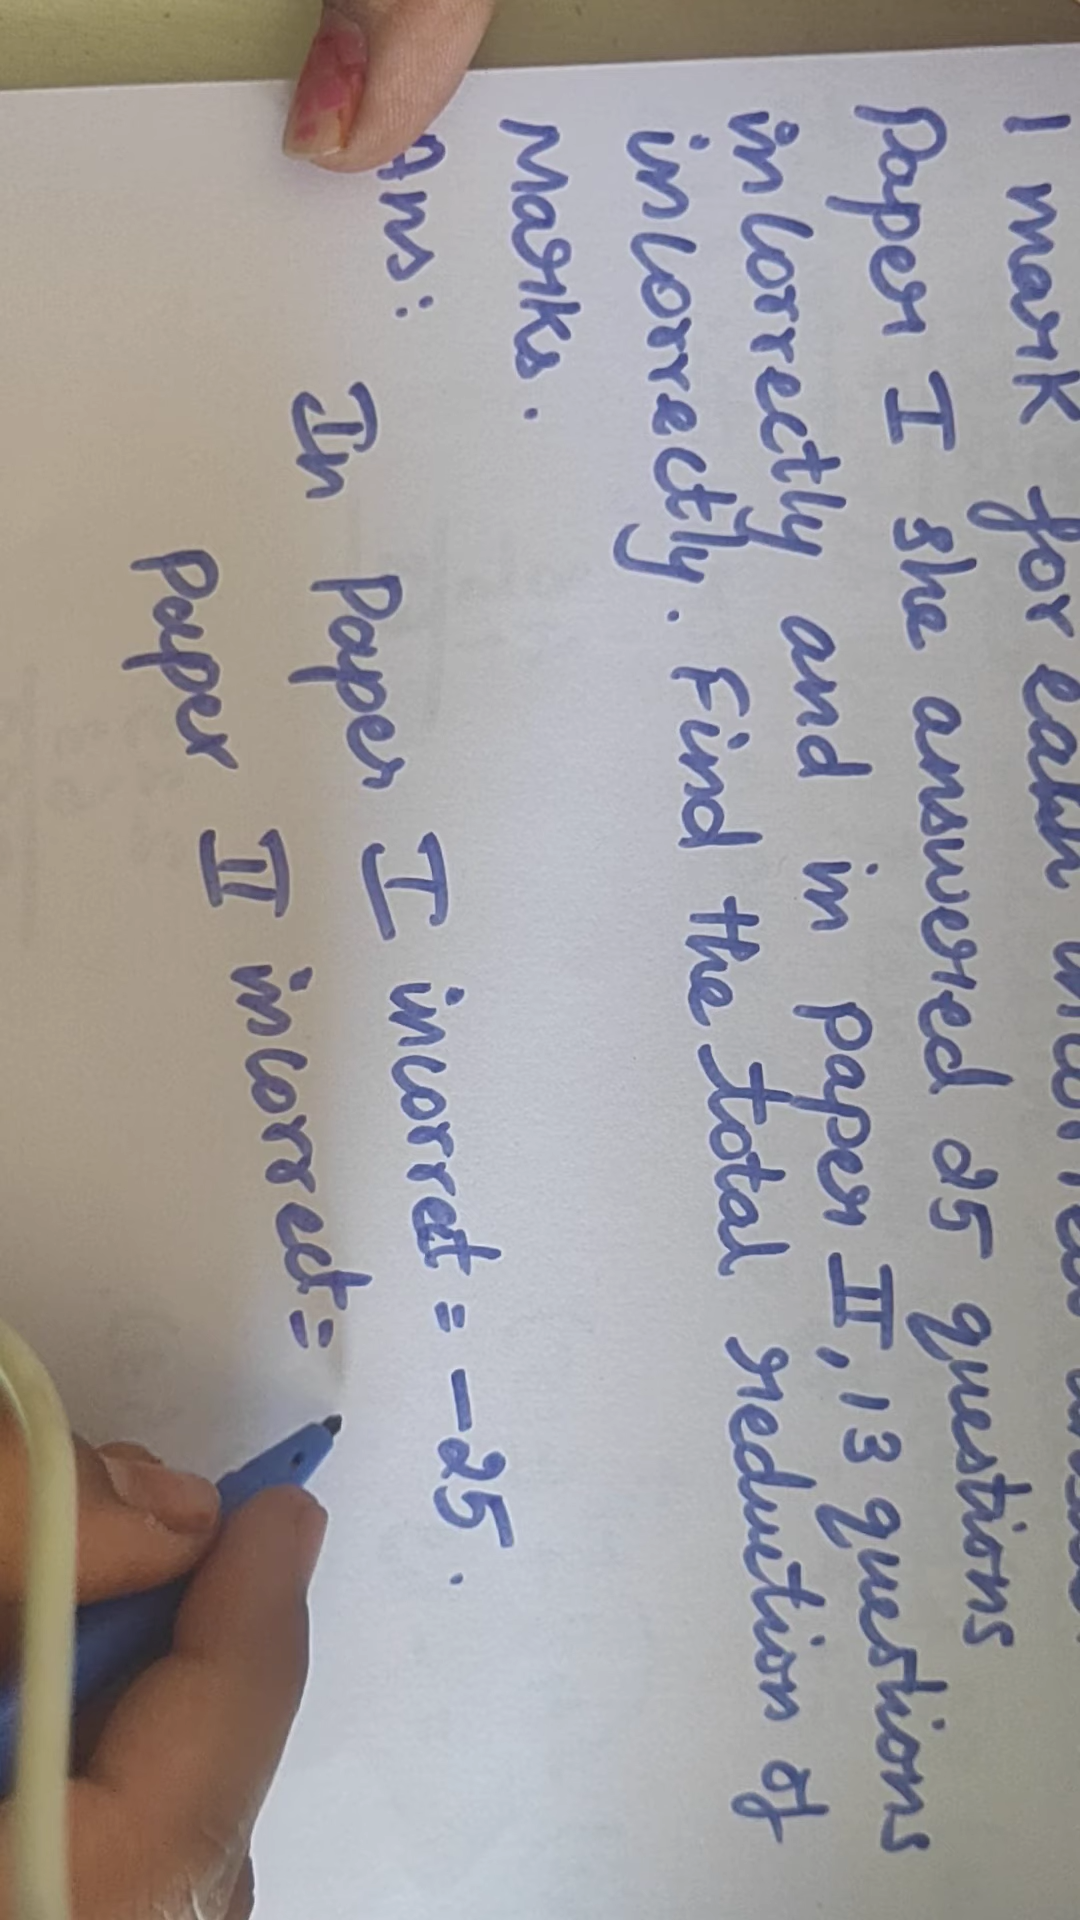 1 mark for each incorrect
Paper I she answered 25 questions
incorrectly and in paper II, 13 questions
incorrectly. Find the total reduction of
Marks.
Ans:
In Paper I incorret = -25.
Paper II incorrect =